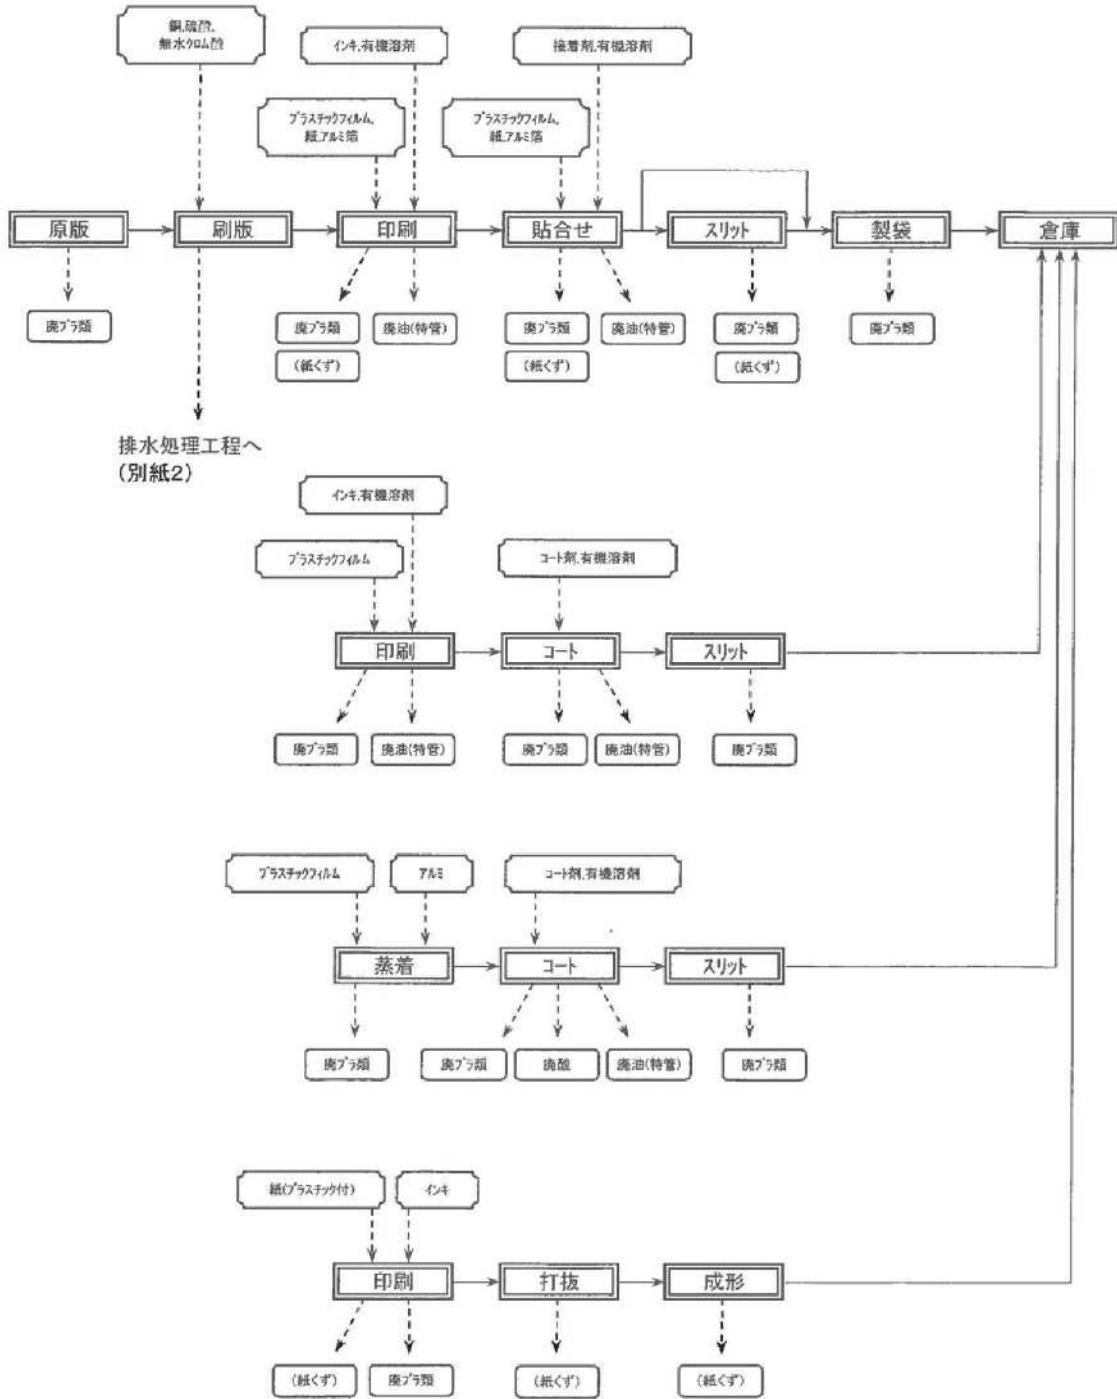 銅,硫酸,
無水クロム酸
インキ,有機溶剤
接着剤,有機溶剤
プラスチックフィルム,
紙,アルミ箔
プラスチックフィルム,
紙,アルミ箔
原版
刷版
印刷
貼合せ
スリット
製袋
倉庫
廃プラ類
廃プラ類
廃油(特管)
廃プラ類
廃油(特管)
廃プラ類
廃プラ類
(紙くず)
(紙くず)
(紙くず)
排水処理工程へ
(別紙2)
インキ,有機溶剤
プラスチックフィルム
コート剤,有機溶剤
印刷
コート
スリット
廃プラ類
廃油(特管)
廃プラ類
廃油(特管)
廃プラ類
プラスチックフィルム
アルミ
コート剤,有機溶剤
蒸着
コート
スリット
廃プラ類
廃プラ類
廃酸
廃油(特管)
廃プラ類
紙(プラスチック付)
インキ
印刷
打抜
成形
(紙くず)
廃プラ類
(紙くず)
(紙くず)